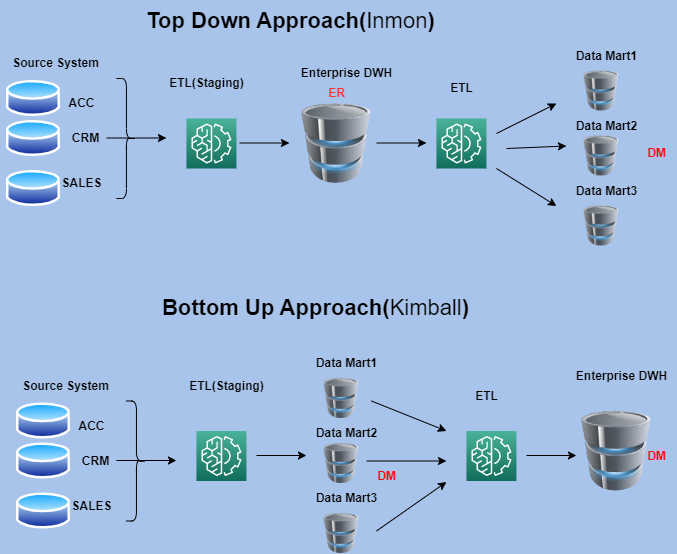 Top Down Approach(Inmon)
Source System
ACC
CRM
SALES
ETL(Staging)
Enterprise DWH
ER
ETL
Data Mart1
Data Mart2
DM
Data Mart3
Bottom Up Approach(Kimball)
Source System
ACC
CRM
SALES
ETL(Staging)
Data Mart1
Data Mart2
DM
Data Mart3
ETL
Enterprise DWH
DM